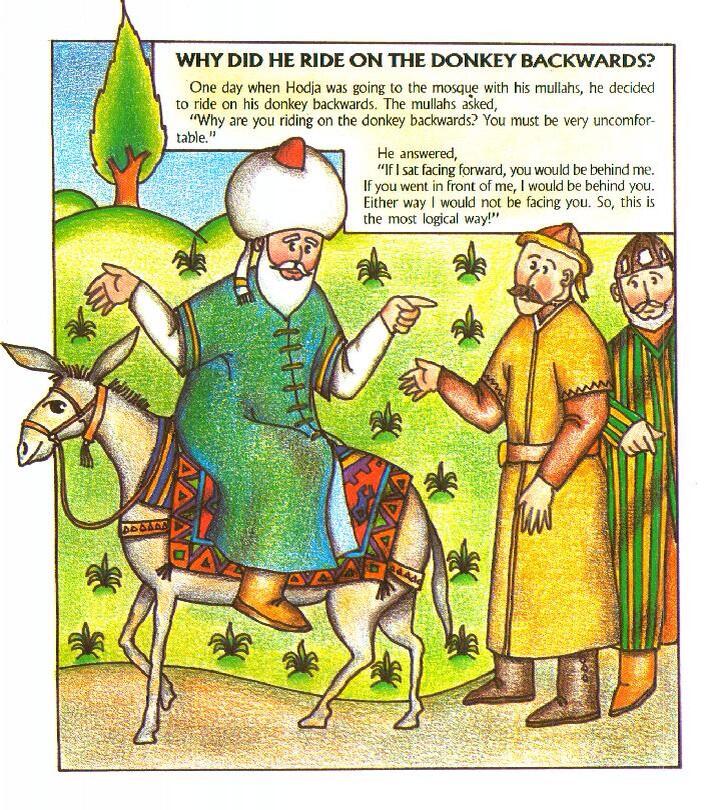 WHY DID HE RIDE ON THE DONKEY BACKWARDS?
One day when Hodja was going to the mosque with his mullahs, he decided
to ride on his donkey backwards. The mullahs asked,
"Why are you riding on the donkey backwards? You must be very uncomfor-
table."
He answered,
"If I sat facing forward, you would be behind me.
If you went in front of me, I would be behind you.
Either way I would not be facing you. So, this is
the most logical way!"